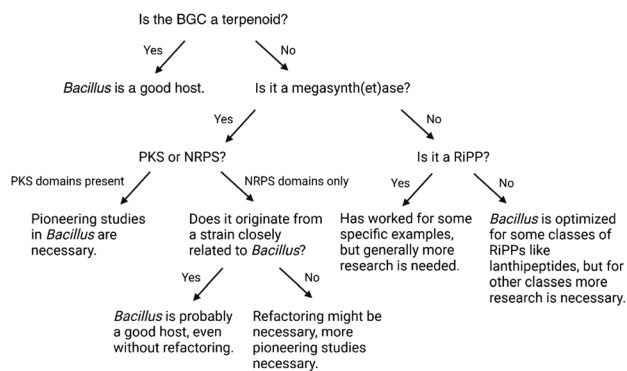 Is the BGC a terpenoid?
Yes
No
Bacillus is a good host.
Is it a megasynth(et)ase?
Yes
No
PKS or NRPS?
Is it a RiPP?
PKS domains present
NRPS domains only
Yes
No
Pioneering studies
in Bacillus are
necessary.
Does it originate from
a strain closely
related to Bacillus?
Has worked for some
specific examples,
but generally more
research is needed.
Bacillus is optimized
for some classes of
RiPPs like
lanthipeptides, but for
other classes more
research is necessary.
Yes
No
Bacillus is probably
a good host, even
without refactoring.
Refactoring might be
necessary, more
pioneering studies
necessary.